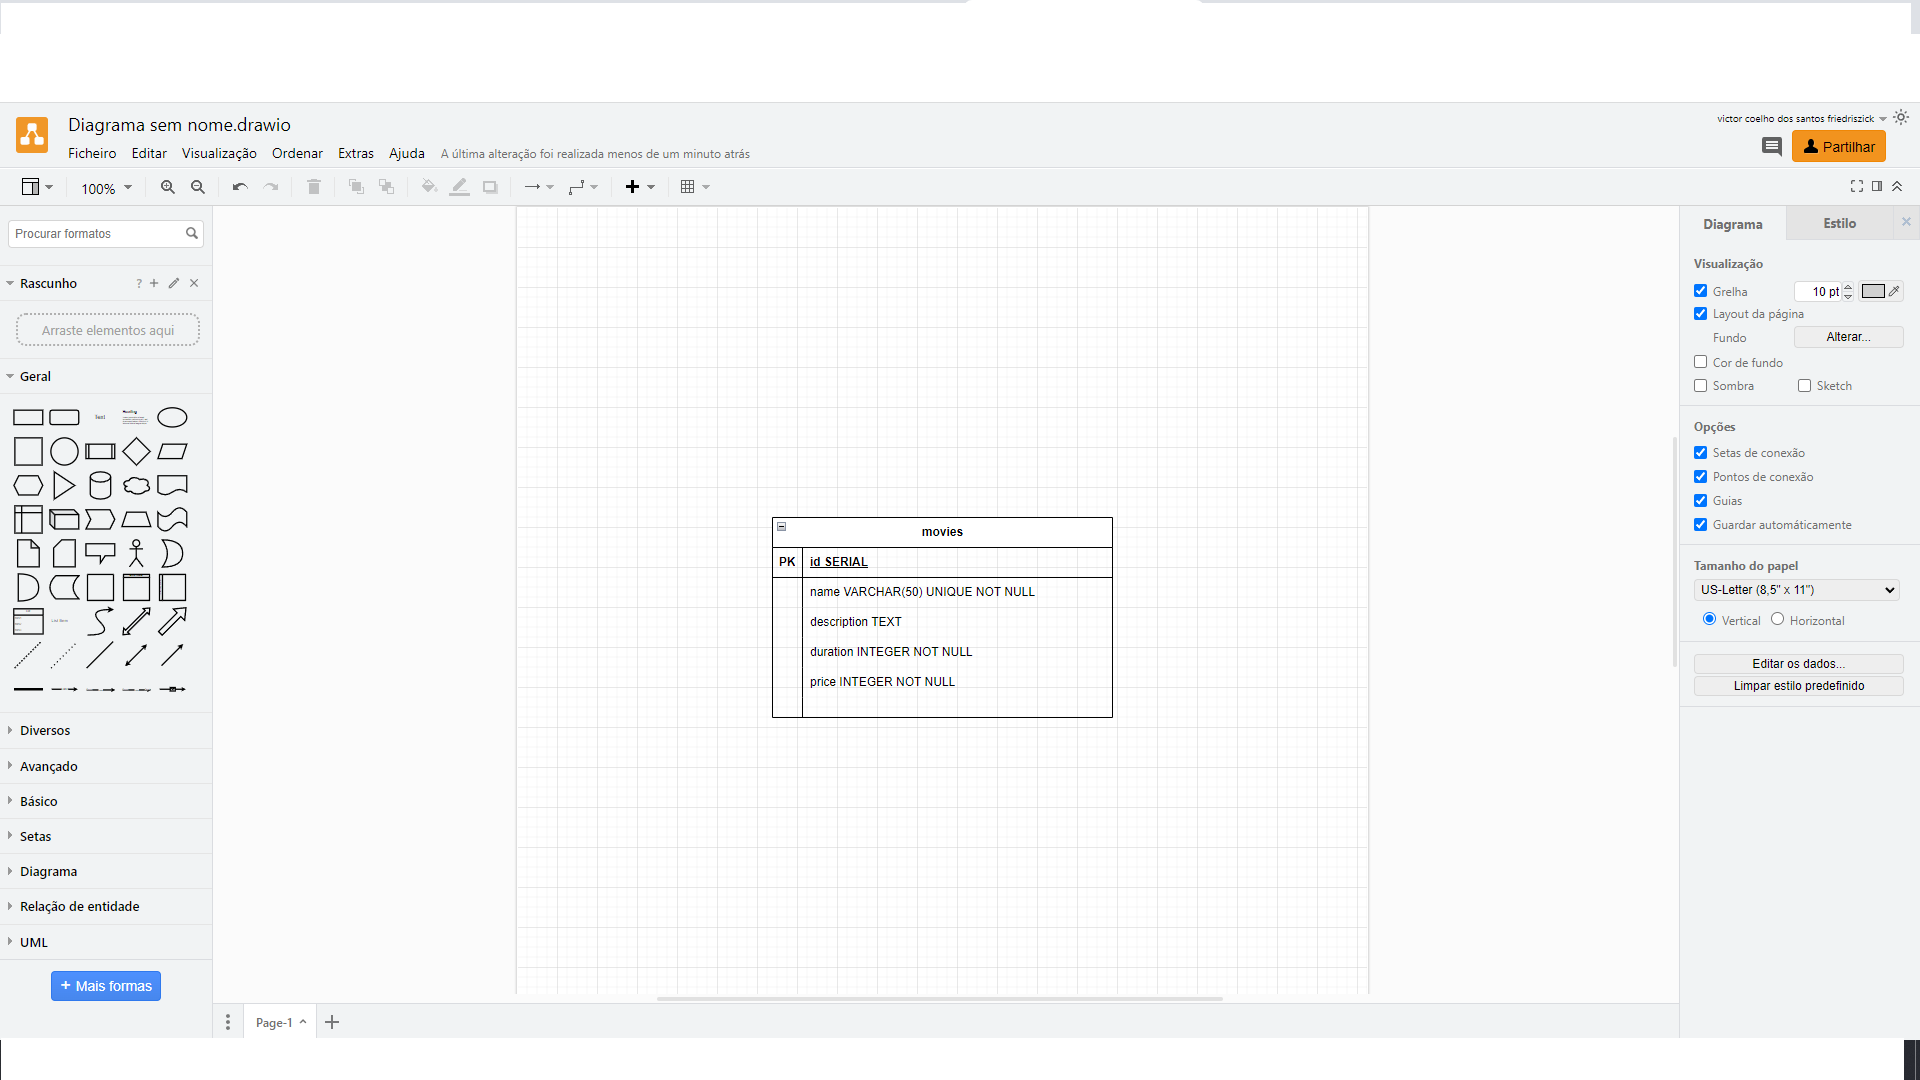 Diagrama sem nome.drawio
victor coelho dos santos friedriszick
Ficheiro Editar Visualização Ordenar Extras Ajuda A última alteração foi realizada menos de um minuto atrás
Partilhar
100%
Procurar formatos
Rascunho ?
Arraste elementos aqui
Geral
Text
Heading
List Item
Diversos
Avançado
Básico
Setas
Diagrama
Relação de entidade
UML
+ Mais formas
movies
PK id SERIAL
name VARCHAR(50) UNIQUE NOT NULL
description TEXT
duration INTEGER NOT NULL
price INTEGER NOT NULL
Page-1
Diagrama Estilo
Visualização
Grelha 10 pt
Layout da página
Fundo Alterar...
Cor de fundo
Sombra Sketch
Opções
Setas de conexão
Pontos de conexão
Guias
Guardar automáticamente
Tamanho do papel
US-Letter (8,5" x 11")
Vertical Horizontal
Editar os dados...
Limpar estilo predefinido